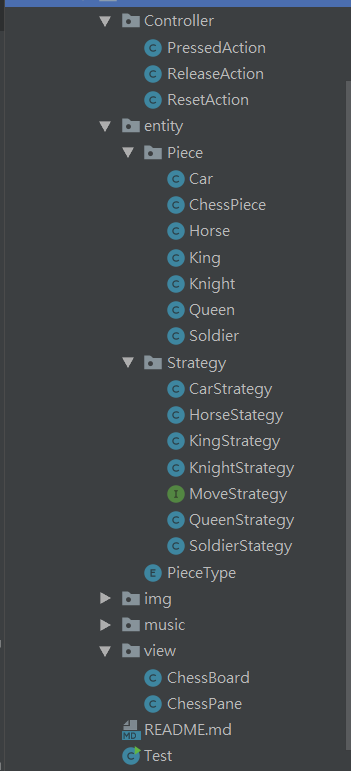 Controller
C PressedAction
C ReleaseAction
C ResetAction
entity
Piece
C Car
C ChessPiece
C Horse
C King
C Knight
C Queen
C Soldier
Strategy
C CarStrategy
C HorseStategy
C KingStrategy
C KnightStrategy
I MoveStrategy
C QueenStrategy
C SoldierStategy
E PieceType
img
music
view
C ChessBoard
C ChessPane
MD README.md
C Test